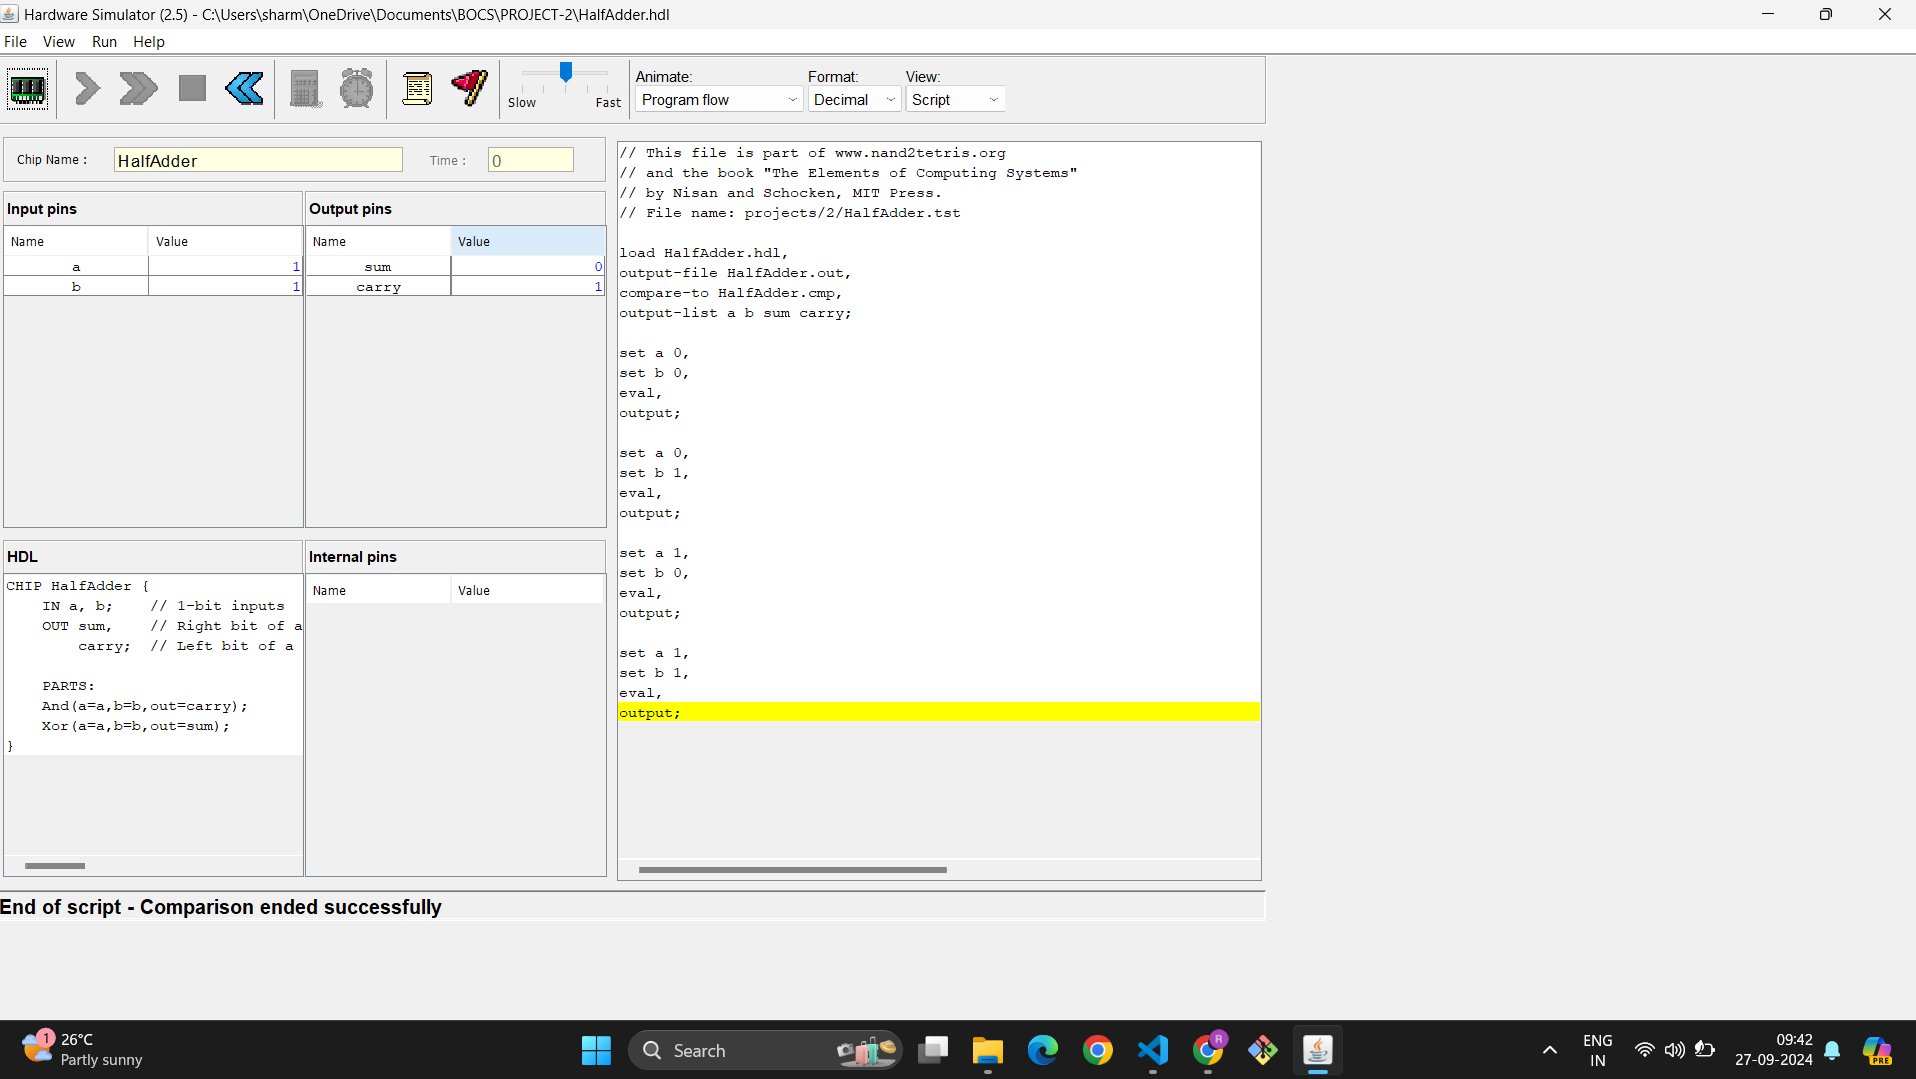 Hardware Simulator (2.5) - C:\Users\sharm\OneDrive\Documents\BOCS\PROJECT-2\HalfAdder.hdl
File View Run Help
Slow Fast
Animate:
Program flow
Format:
Decimal
View:
Script
Chip Name :
HalfAdder
Time :
0
Input pins
Name Value
a 1
b 1
Output pins
Name Value
sum 0
carry 1
HDL
CHIP HalfAdder {
IN a, b; // 1-bit inputs
OUT sum, // Right bit of a
carry; // Left bit of a
PARTS:
And(a=a,b=b,out=carry);
Xor(a=a,b=b,out=sum);
}
Internal pins
Name Value
// This file is part of www.nand2tetris.org
// and the book "The Elements of Computing Systems"
// by Nisan and Schocken, MIT Press.
// File name: projects/2/HalfAdder.tst
load HalfAdder.hdl,
output-file HalfAdder.out,
compare-to HalfAdder.cmp,
output-list a b sum carry;
set a 0,
set b 0,
eval,
output;
set a 0,
set b 1,
eval,
output;
set a 1,
set b 0,
eval,
output;
set a 1,
set b 1,
eval,
output;
End of script - Comparison ended successfully
1
26°C
Partly sunny
Search
R
ENG
IN
09:42
27-09-2024
PRE